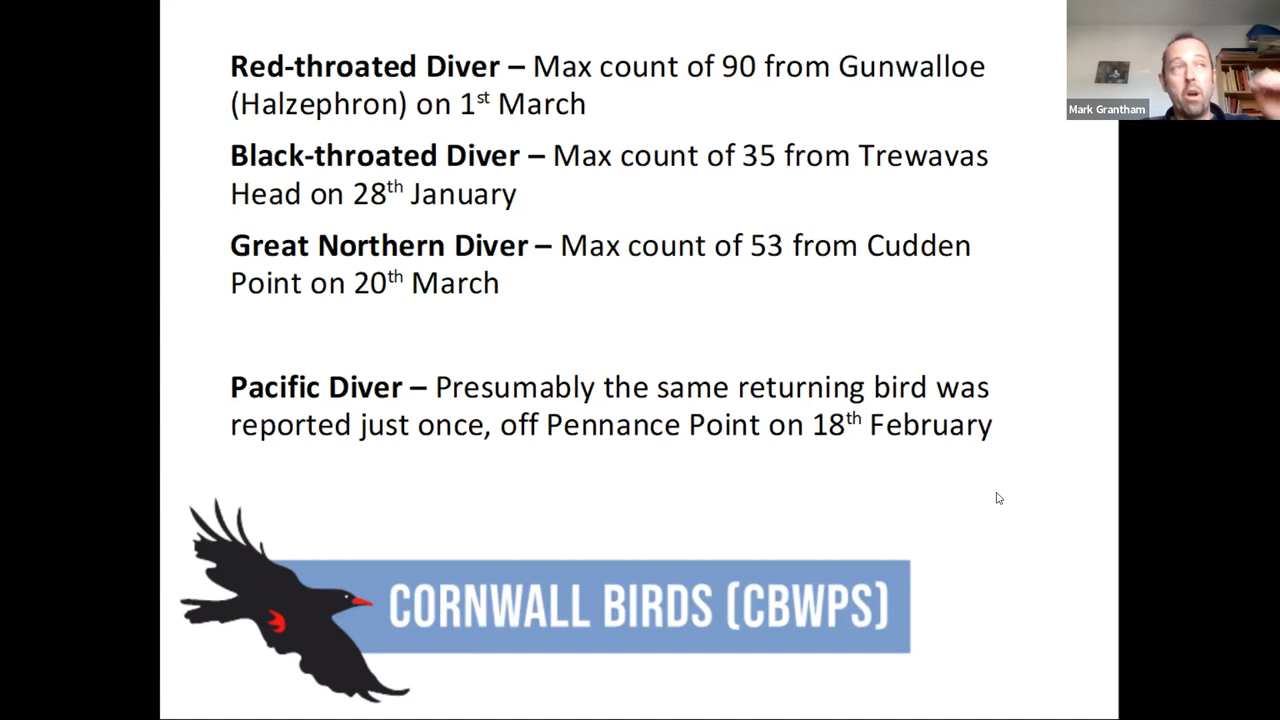 Red-throated Diver – Max count of 90 from Gunwalloe
(Halzephron) on 1st March
Black-throated Diver – Max count of 35 from Trewavas
Head on 28th January
Great Northern Diver – Max count of 53 from Cudden
Point on 20th March
Pacific Diver – Presumably the same returning bird was
reported just once, off Pennance Point on 18th February
CORNWALL BIRDS (CBWPS)
Mark Grantham